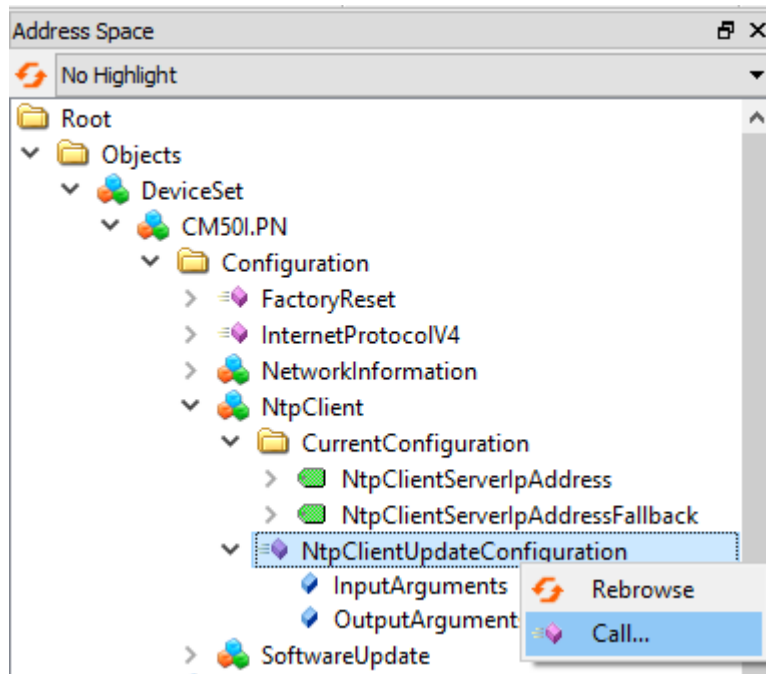 Address Space
No Highlight
Root
Objects
DeviceSet
CM50I.PN
Configuration
FactoryReset
InternetProtocolV4
NetworkInformation
NtpClient
CurrentConfiguration
NtpClientServerIpAddress
NtpClientServerIpAddressFallback
NtpClientUpdateConfiguration
InputArguments
Rebrowse
OutputArgument
Call...
SoftwareUpdate